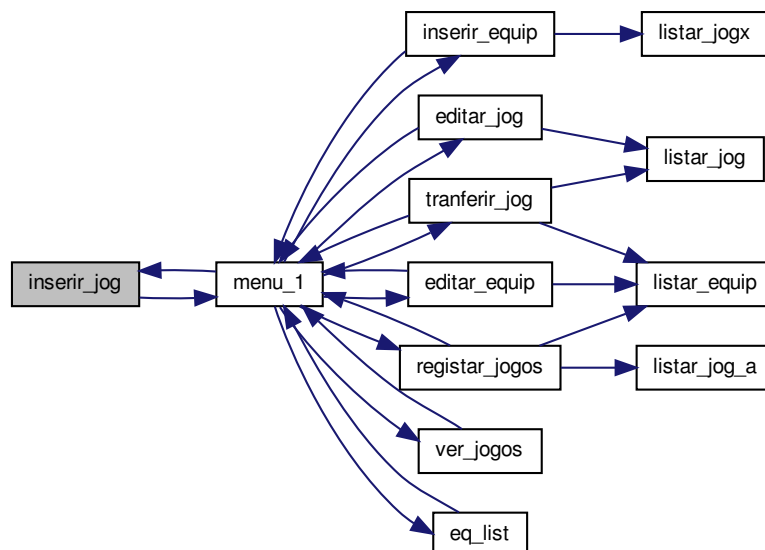 inserir_equip
listar_jogx
editar_jog
listar_jog
tranferir_jog
inserir_jog
menu_1
editar_equip
listar_equip
registar_jogos
listar_jog_a
ver_jogos
eq_list